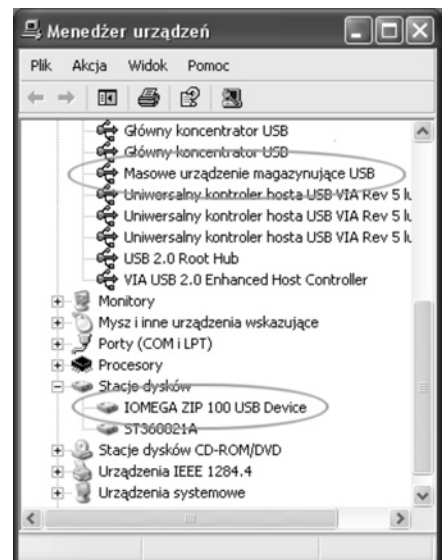 Menedżer urządzeń
Plik Akcja Widok Pomoc
Główny koncentrator USB
Główny koncentrator USB
Masowe urządzenie magazynujące USB
Uniwersalny kontroler hosta USB VIA Rev 5 lu
Uniwersalny kontroler hosta USB VIA Rev 5 lu
Uniwersalny kontroler hosta USB VIA Rev 5 lu
USB 2.0 Root Hub
VIA USB 2.0 Enhanced Host Controller
Monitory
Mysz i inne urządzenia wskazujące
Porty (COM i LPT)
Procesory
Stacje dysków
IOMEGA ZIP 100 USB Device
ST360021A
Stacje dysków CD-ROM/DVD
Urządzenia IEEE 1284.4
Urządzenia systemowe